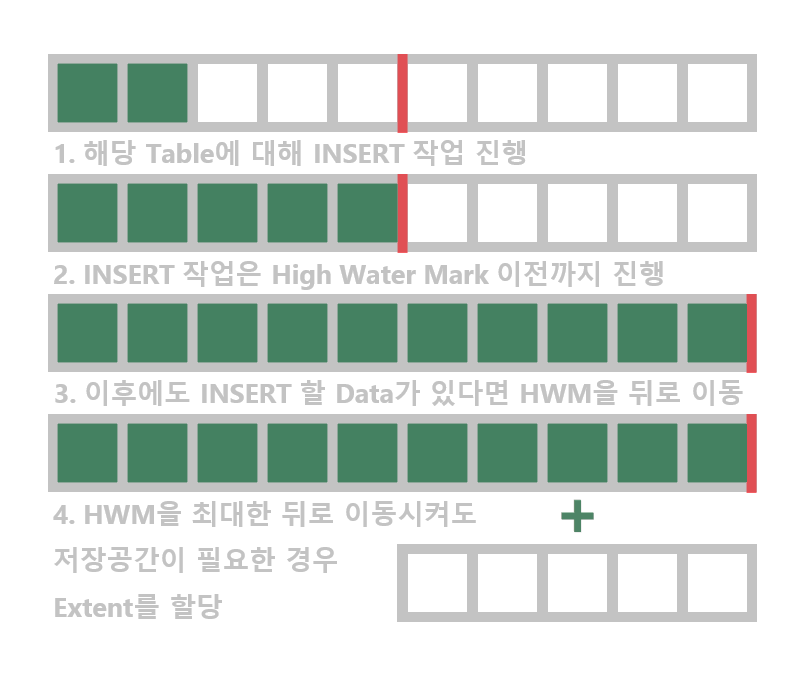 1. 해당 Table에 대해 INSERT 작업 진행
2. INSERT 작업은 High Water Mark 이전까지 진행
3. 이후에도 INSERT 할 Data가 있다면 HWM을 뒤로 이동
4. HWM을 최대한 뒤로 이동시켜도
저장공간이 필요한 경우
Extent를 할당